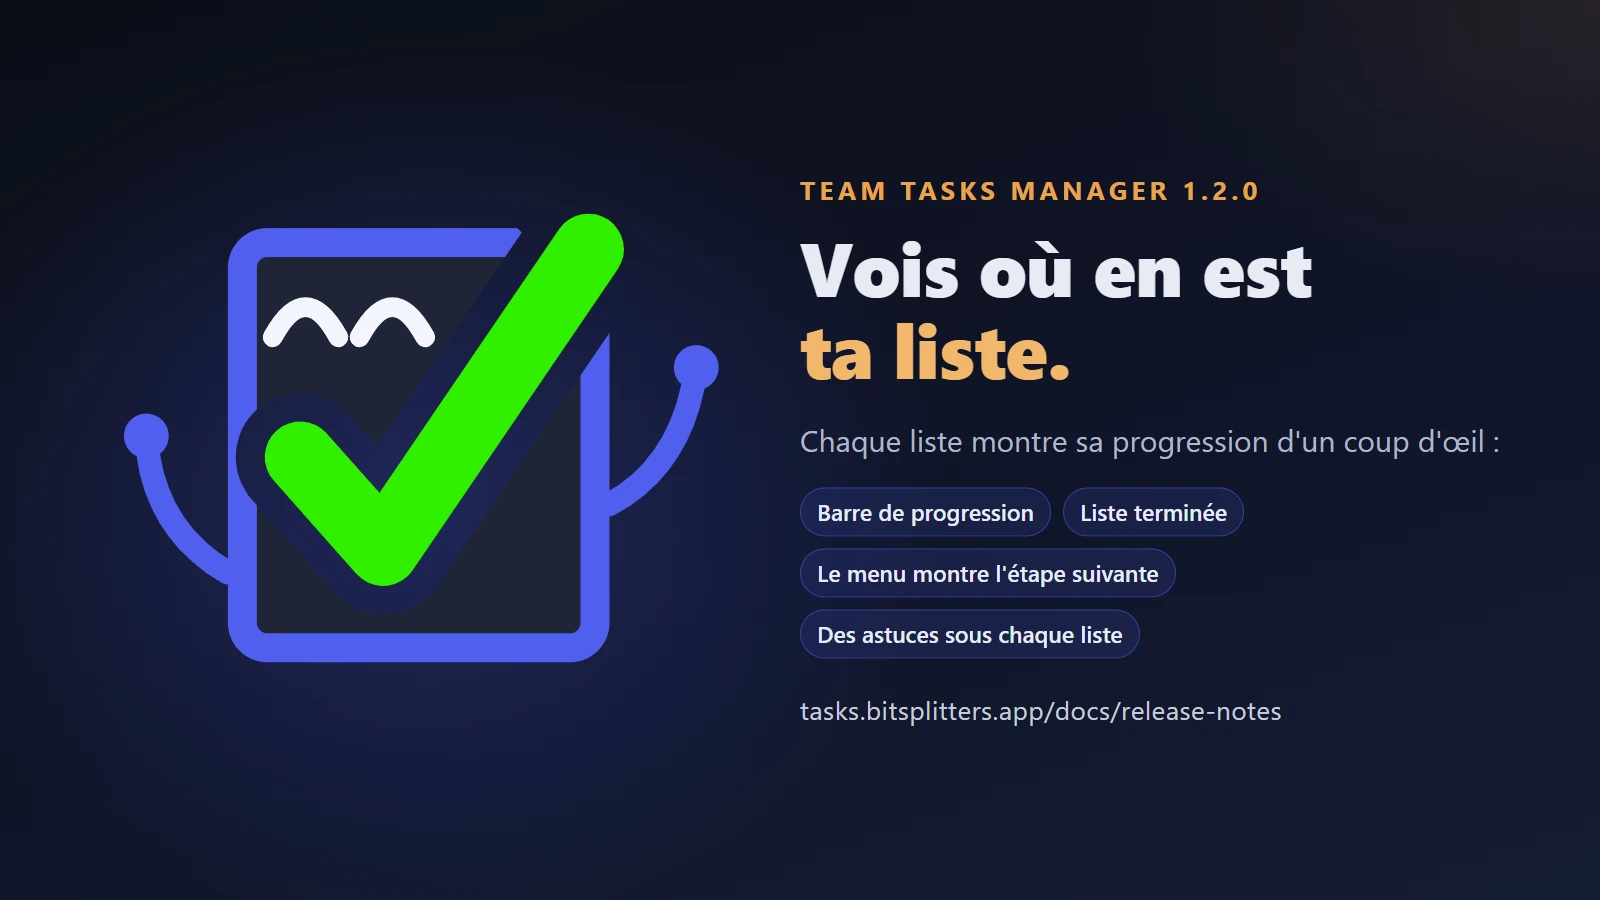 TEAM TASKS MANAGER 1.2.0
Vois où en est
ta liste.
Chaque liste montre sa progression d'un coup d'œil :
Barre de progression
Liste terminée
Le menu montre l'étape suivante
Des astuces sous chaque liste
tasks.bitsplitters.app/docs/release-notes